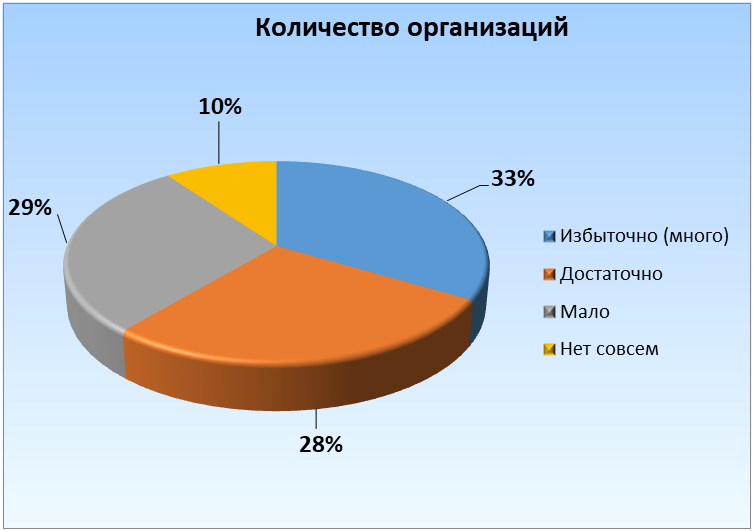 Количество организаций
10%
33%
29%
28%
Избыточно (много)
Достаточно
Мало
Нет совсем